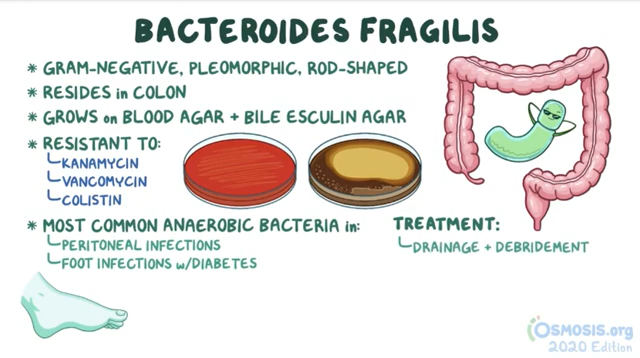 BACTEROIDES FRAGILIS
* GRAM-NEGATIVE, PLEOMORPHIC, ROD-SHAPED
* RESIDES in COLON
* GROWS on BLOOD AGAR + BILE ESCULIN AGAR
* RESISTANT TO:
KANAMYCIN
VANCOMYCIN
COLISTIN
* MOST COMMON ANAEROBIC BACTERIA in:
PERITONEAL INFECTIONS
FOOT INFECTIONS w/DIABETES
TREATMENT:
DRAINAGE + DEBRIDEMENT
OSMOSIS.org
2020 Edition